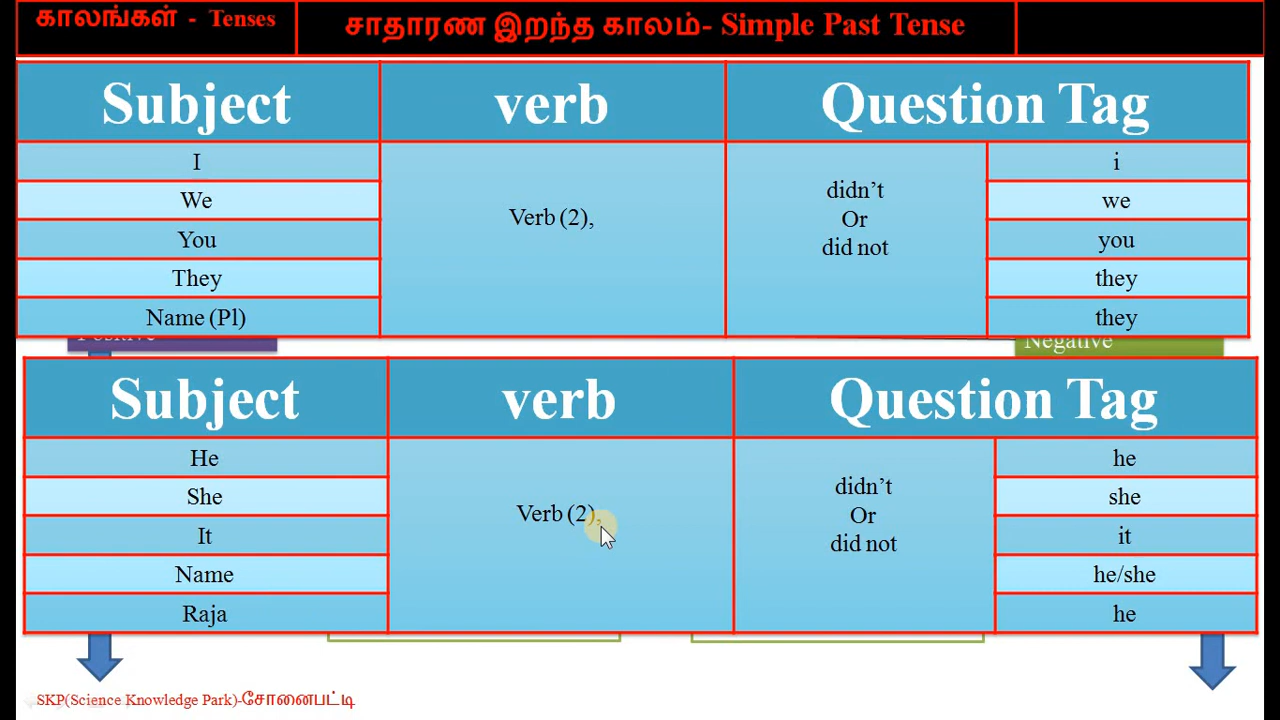 காலங்கள் - Tenses
சாதாரண இறந்த காலம்- Simple Past Tense
Subject verb Question Tag
I i
We we
Verb (2),
didn't
Or
did not
You you
They they
Name (Pl) they
Positive
Negative
Subject verb Question Tag
He he
She she
Verb (2),
didn't
Or
did not
It it
Name he/she
Raja he
SKP(Science Knowledge Park)-சோனைபட்டி